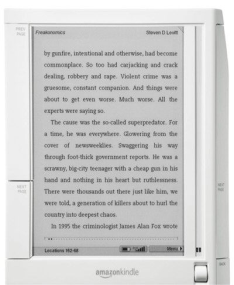 PREV
PAGE
Freakonomics Steven D Levitt
by gunfire, intentional and otherwise, had become
commonplace. So too had carjacking and crack
dealing, robbery and rape. Violent crime was a
gruesome, constant companion. And things were
about to get even worse. Much worse. All the
experts were saying so.
The cause was the so-called superpredator. For
a time, he was everywhere. Glowering from the
cover of newsweeklies. Swaggering his way
through foot-thick government reports. He was a
scrawny, big-city teenager with a cheap gun in his
hand and nothing in his heart but ruthlessness.
There were thousands out there just like him, we
were told, a generation of killers about to hurl the
country into deepest chaos.
In 1995 the criminologist James Alan Fox wrote
NEXT
PAGE
NEXT
PAGE
Locations 62-68 Menu
BACK
amazonkindle